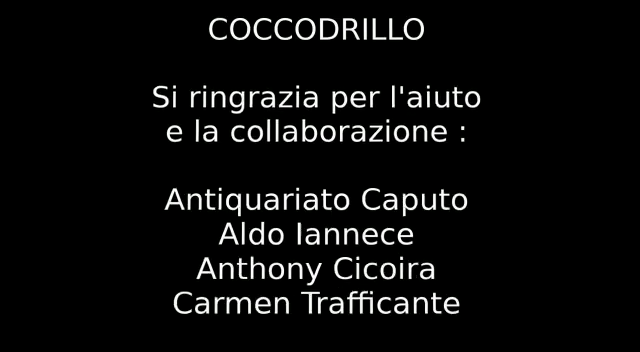 COCCODRILLO
Si ringrazia per l'aiuto
e la collaborazione :
Antiquariato Caputo
Aldo Iannece
Anthony Cicoira
Carmen Trafficante